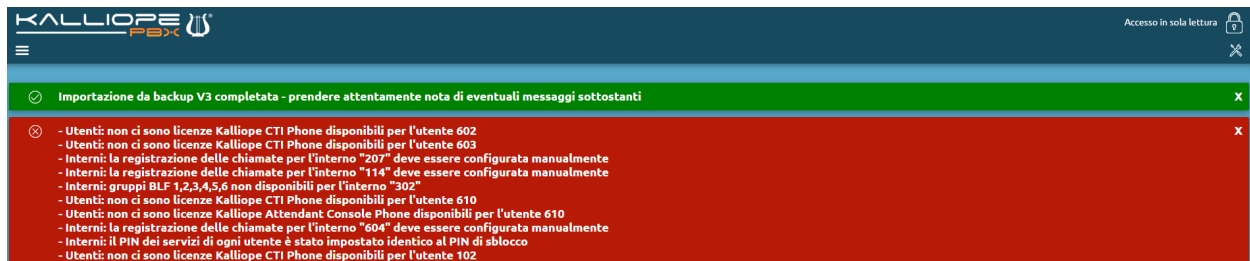 KALLIOPE
PBX
Accesso in sola lettura
Importazione da backup V3 completata - prendere attentamente nota di eventuali messaggi sottostanti
X
- Utenti: non ci sono licenze Kalliope CTI Phone disponibili per l'utente 602
X
- Utenti: non ci sono licenze Kalliope CTI Phone disponibili per l'utente 603
- Interni: la registrazione delle chiamate per l'interno "207" deve essere configurata manualmente
- Interni: la registrazione delle chiamate per l'interno "114" deve essere configurata manualmente
- Interni: gruppi BLF 1,2,3,4,5,6 non disponibili per l'interno "302"
- Utenti: non ci sono licenze Kalliope CTI Phone disponibili per l'utente 610
- Utenti: non ci sono licenze Kalliope Attendant Console Phone disponibili per l'utente 610
- Interni: la registrazione delle chiamate per l'interno "604" deve essere configurata manualmente
- Interni: il PIN dei servizi di ogni utente è stato impostato identico al PIN di sblocco
- Utenti: non ci sono licenze Kalliope CTI Phone disponibili per l'utente 102